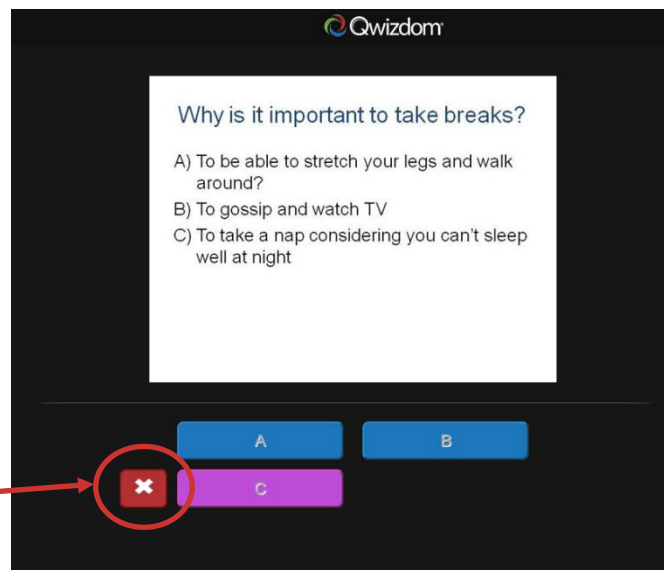 Qwizdom
Why is it important to take breaks?
A) To be able to stretch your legs and walk
around?
B) To gossip and watch TV
C) To take a nap considering you can't sleep
well at night
A B
C